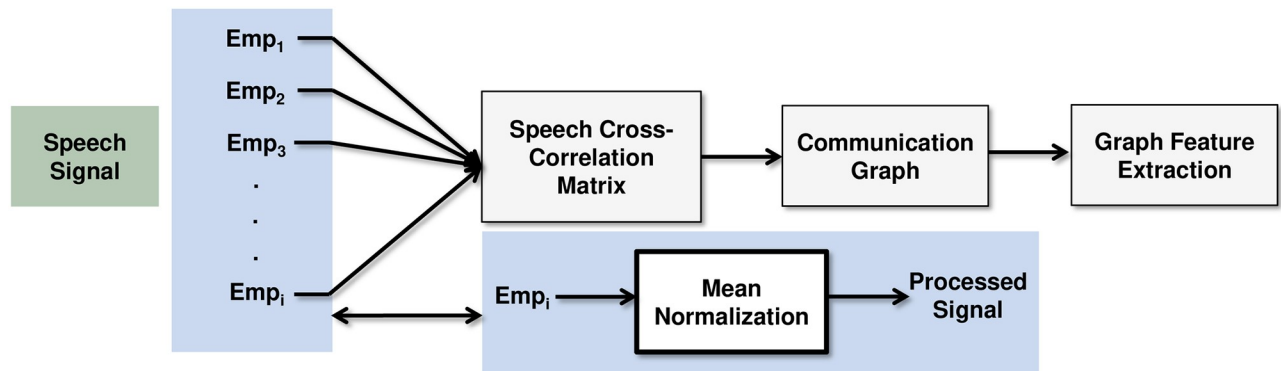 Speech
Signal
Emp₁
Emp₂
Emp₃
.
.
.
Empᵢ
Speech Cross-
Correlation
Matrix
Communication
Graph
Graph Feature
Extraction
Empᵢ
Mean
Normalization
Processed
Signal